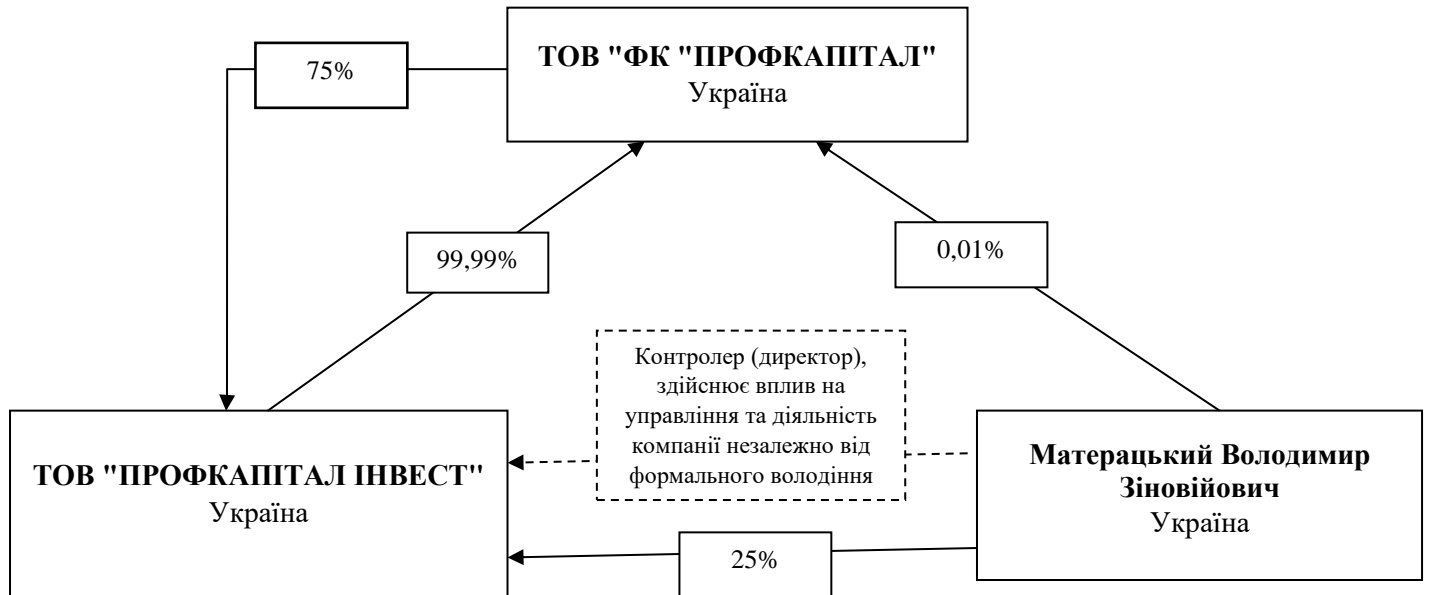 ТОВ "ФК "ПРОФКАПІТАЛ"
Україна
75%
99,99%
0,01%
Контролер (директор),
здійснює вплив на
управління та діяльність
компанії незалежно від
формального володіння
ТОВ "ПРОФКАПІТАЛ ІНВЕСТ"
Україна
Матерацький Володимир
Зіновійович
Україна
25%